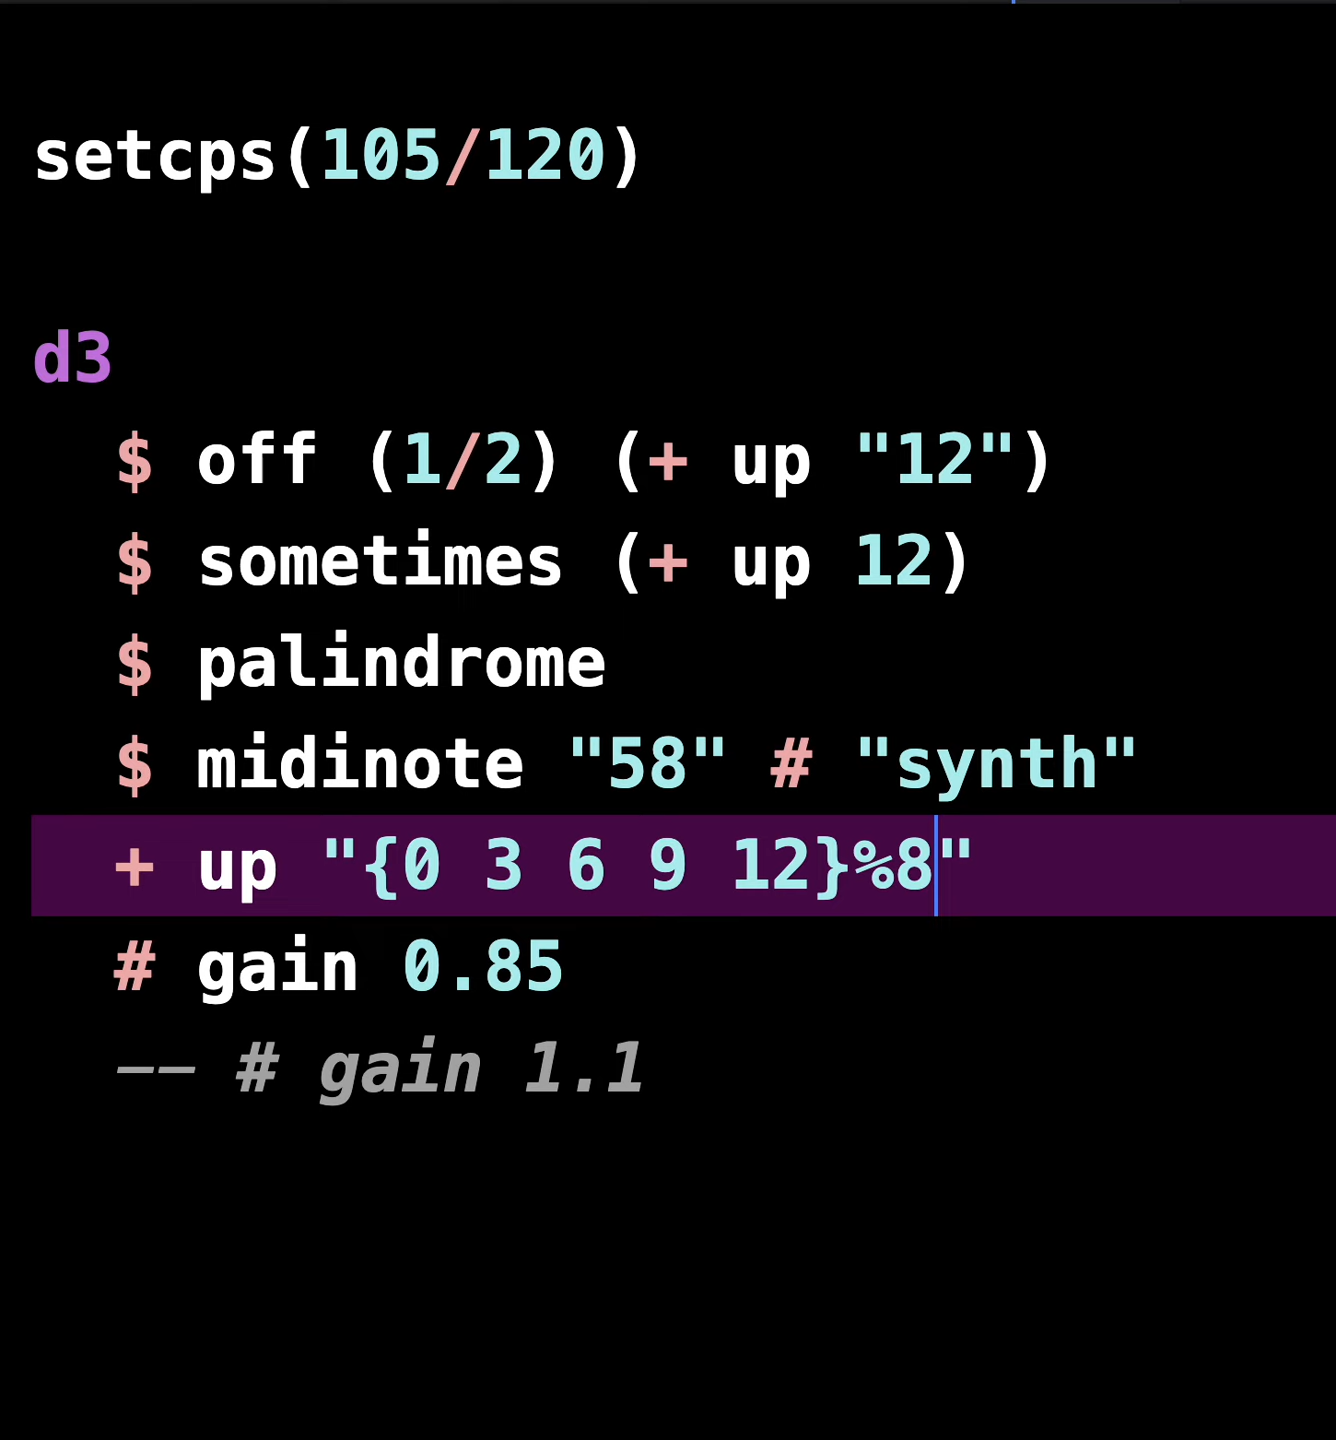 setcps(105/120)
d3
$ off (1/2) (+ up "12")
$ sometimes (+ up 12)
$ palindrome
$ midinote "58" # "synth"
+ up "{0 3 6 9 12}%8"
# gain 0.85
-- # gain 1.1